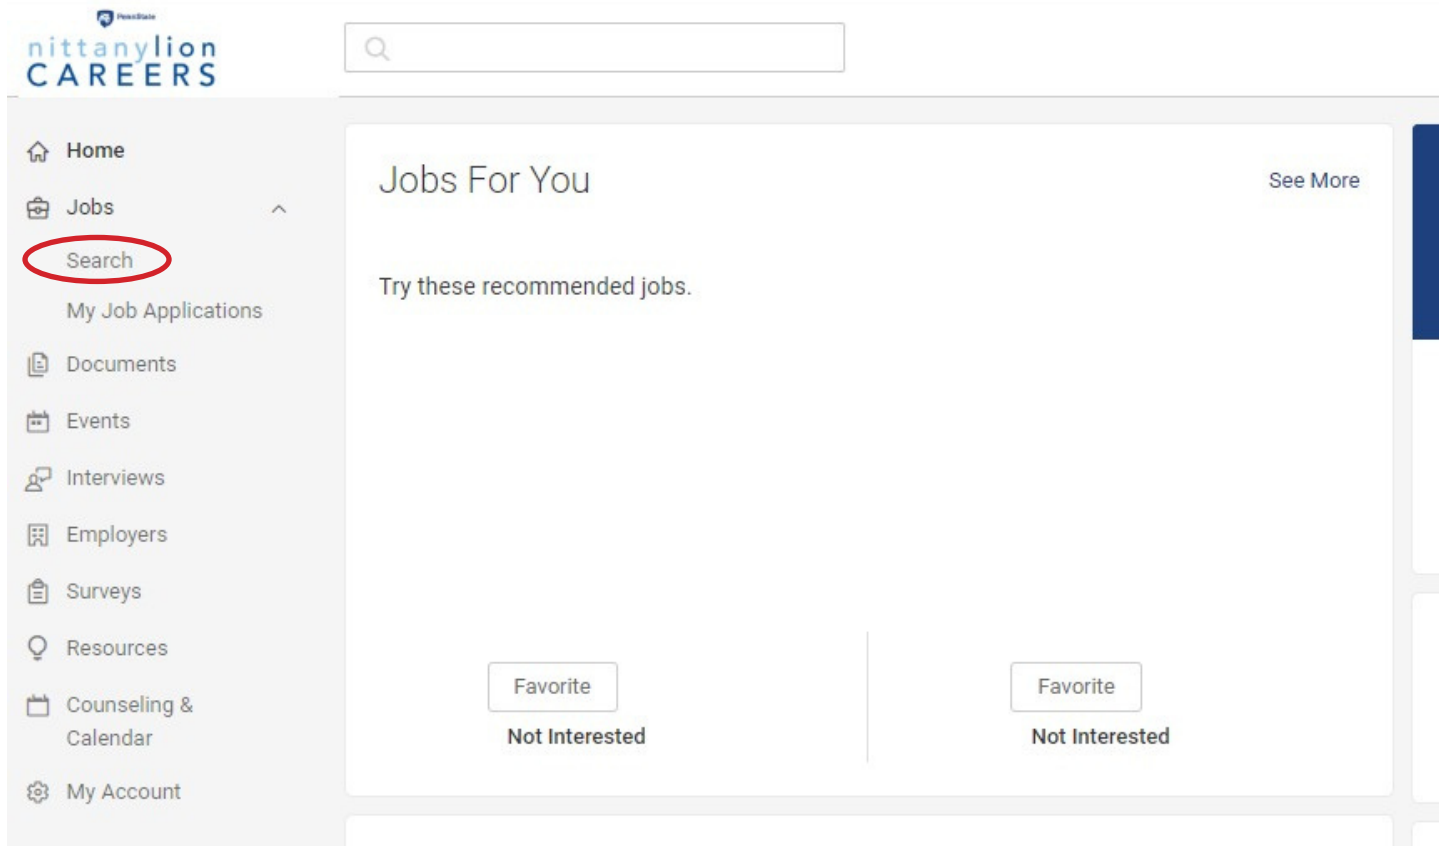 PennState
nittanylion
CAREERS
Home
Jobs
Search
My Job Applications
Documents
Events
Interviews
Employers
Surveys
Resources
Counseling &
Calendar
My Account
Jobs For You
See More
Try these recommended jobs.
Favorite
Not Interested
Favorite
Not Interested